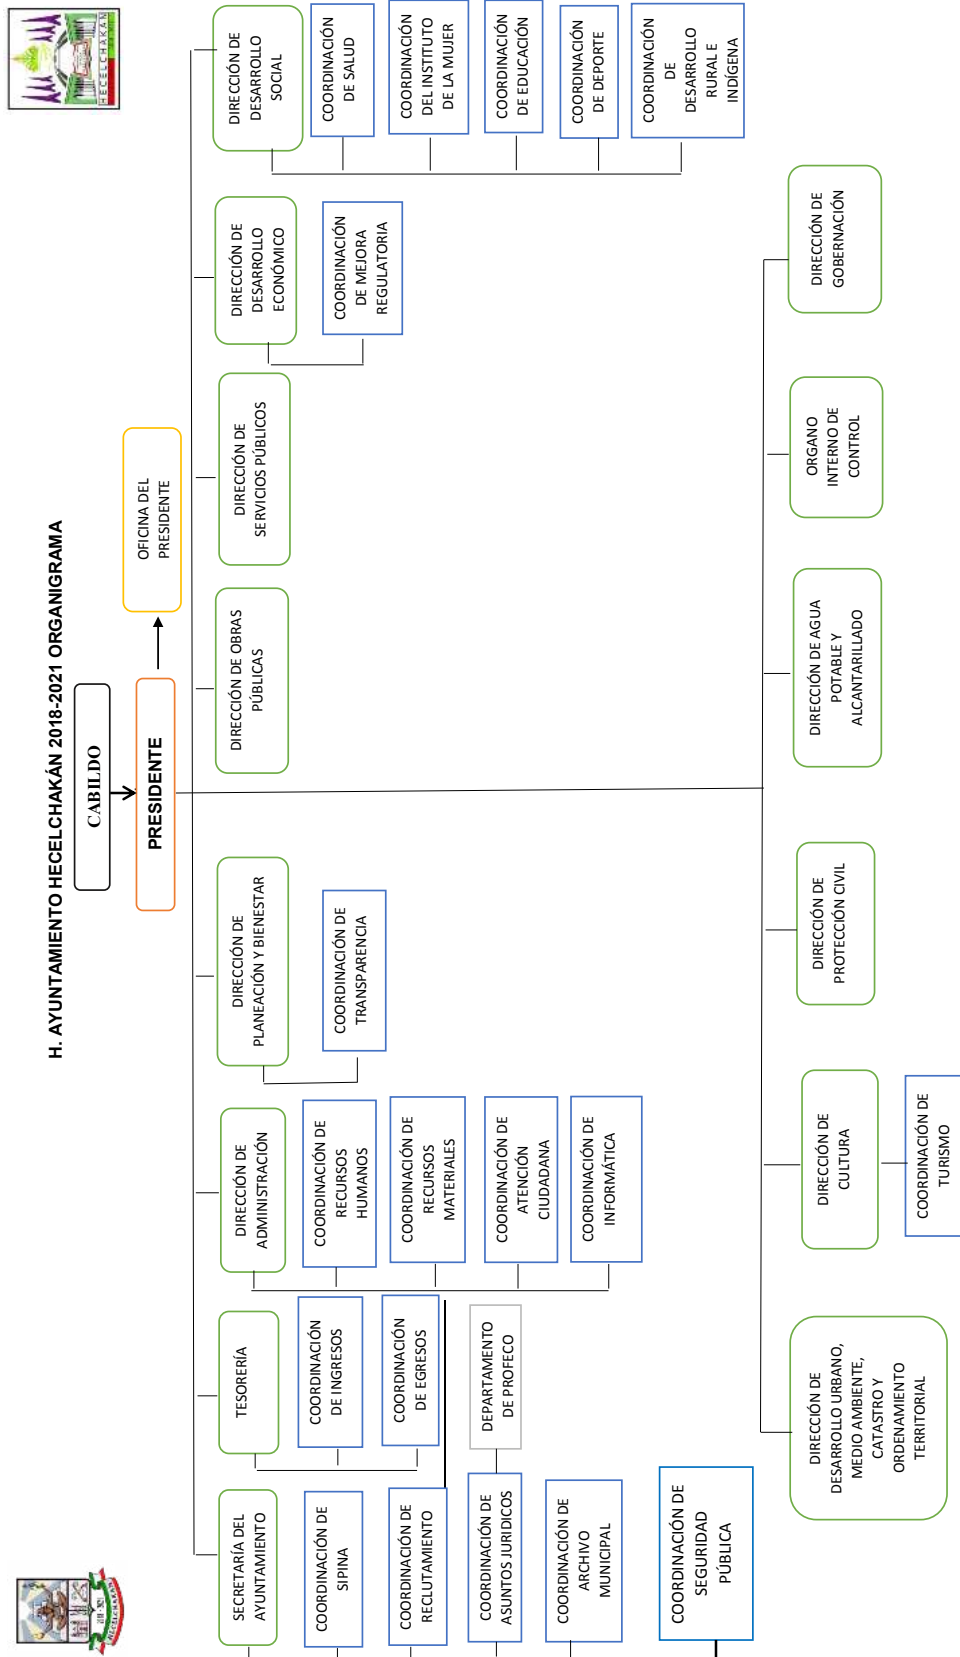 H. AYUNTAMIENTO HECELCHAKÁN 2018-2021 ORGANIGRAMA
CABILDO
PRESIDENTE
OFICINA DEL
PRESIDENTE
SECRETARÍA DEL
AYUNTAMIENTO
COORDINACIÓN DE
SIPINA
COORDINACIÓN DE
RECLUTAMIENTO
COORDINACIÓN DE
ASUNTOS JURIDICOS
DEPARTAMENTO
DE PROFECO
COORDINACIÓN DE
ARCHIVO
MUNICIPAL
COORDINACIÓN DE
SEGURIDAD
PÚBLICA
TESORERÍA
COORDINACIÓN
DE INGRESOS
COORDINACIÓN
DE EGRESOS
DIRECCIÓN DE
ADMINISTRACIÓN
COORDINACIÓN DE
RECURSOS
HUMANOS
COORDINACIÓN DE
RECURSOS
MATERIALES
COORDINACIÓN DE
ATENCIÓN
CIUDADANA
COORDINACIÓN DE
INFORMÁTICA
DIRECCIÓN DE
PLANEACIÓN Y BIENESTAR
COORDINACIÓN DE
TRANSPARENCIA
DIRECCIÓN DE OBRAS
PÚBLICAS
DIRECCIÓN DE
SERVICIOS PÚBLICOS
DIRECCIÓN DE
DESARROLLO
ECONÓMICO
COORDINACIÓN
DE MEJORA
REGULATORIA
DIRECCIÓN DE
DESARROLLO
SOCIAL
COORDINACIÓN
DE SALUD
COORDINACIÓN
DEL INSTITUTO
DE LA MUJER
COORDINACIÓN
DE EDUCACIÓN
COORDINACIÓN
DE DEPORTE
COORDINACIÓN
DE
DESARROLLO
RURAL E
INDÍGENA
DIRECCIÓN DE
DESARROLLO URBANO,
MEDIO AMBIENTE,
CATASTRO Y
ORDENAMIENTO
TERRITORIAL
DIRECCIÓN DE
CULTURA
COORDINACIÓN DE
TURISMO
DIRECCIÓN DE
PROTECCIÓN CIVIL
DIRECCIÓN DE AGUA
POTABLE Y
ALCANTARILLADO
ORGANO
INTERNO DE
CONTROL
DIRECCIÓN DE
GOBERNACIÓN
HECELCHAKAN
HECELCHAKAN